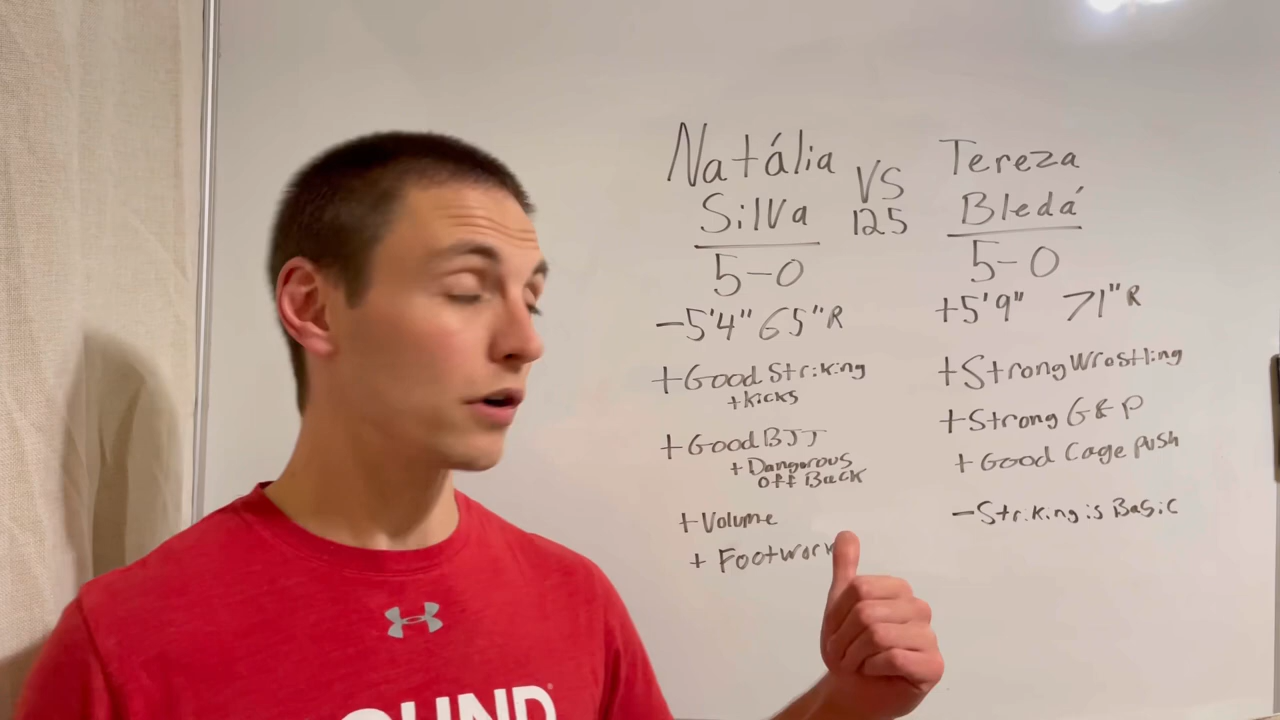 Natália
Silva
5-0
-5'4" 65"R
+Good Striking
+Kicks
+Good BJJ
+Dangerous
off Back
+Volume
+ Footwork
VS
125
Tereza
Bledá
5-0
+5'9" 71"R
+Strong Wrestling
+Strong G&P
+Good Cage push
-Striking is Basic